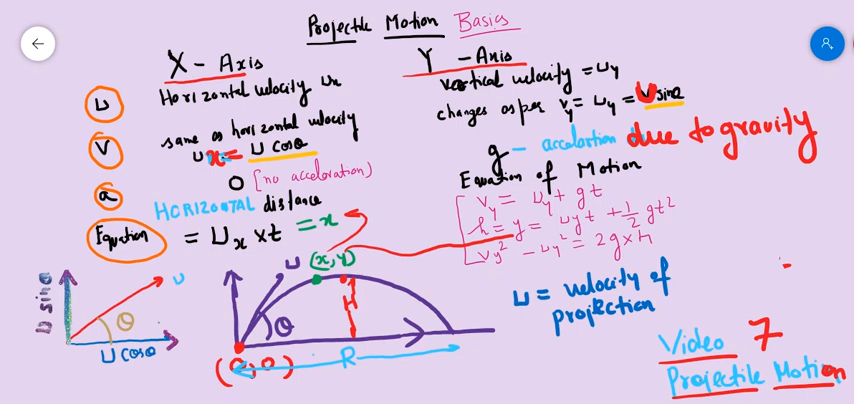 Projectile Motion Basics
X - Axis
Y - Axis
u
Horizontal velocity ux
vertical velocity = uy
V
same as horizontal velocity
u x = U cosθ
changes as per vy = uy = U sinθ
a
0 [no acceleration)
g - accelartion due to gravity
Equation
HORIZONTAL distance
= Ux x t = x
Equation of Motion
Vy = uy + gt
h = y = uyt + 1/2 gt2
Vy2 - uy2 = 2g x h
U sinθ
u
θ
U cosθ
U
(x,y)
θ
H
(0,0)
R
u = velocity of
projection
Video 7
Projectile Motion